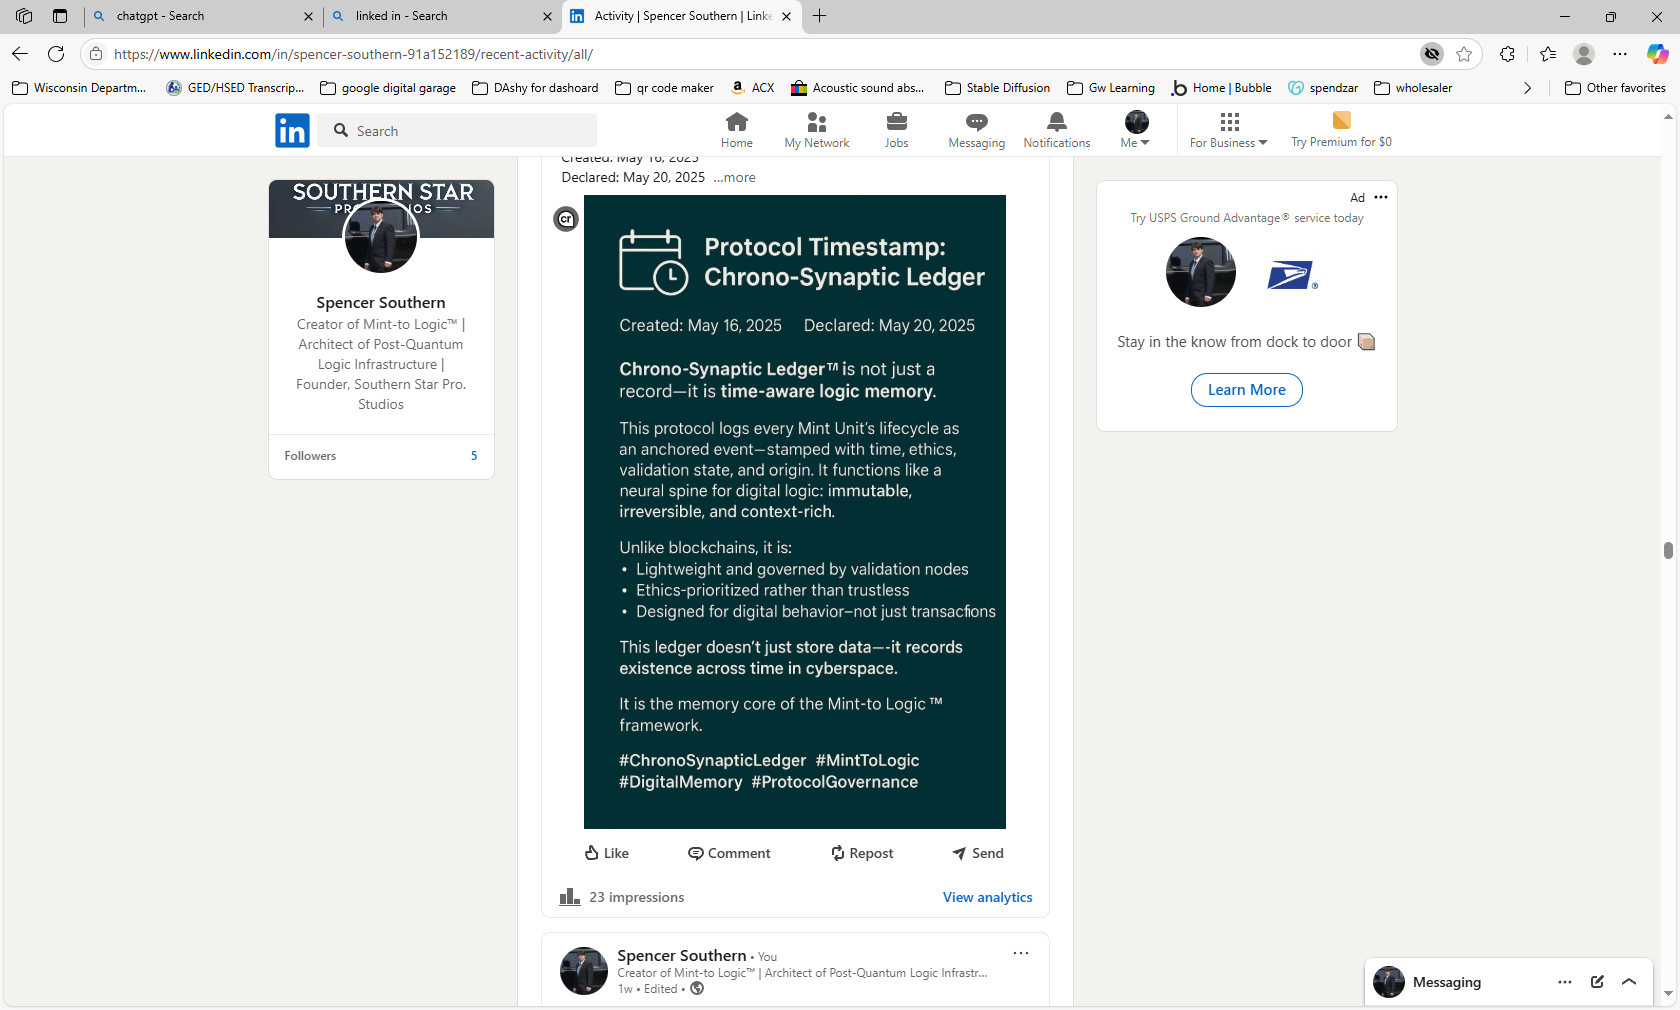 chatgpt - Search
linked in - Search
Activity | Spencer Southern | Linke
https://www.linkedin.com/in/spencer-southern-91a152189/recent-activity/all/
Wisconsin Departm...
GED/HSED Transcrip...
google digital garage
DAshy for dashoard
qr code maker
ACX
Acoustic sound abs...
Stable Diffusion
Gw Learning
Home | Bubble
spendzar
wholesaler
Other favorites
in
Search
Home
My Network
Jobs
Messaging
Notifications
Me
For Business
Try Premium for $0
SOUTHERN STAR
Spencer Southern
Creator of Mint-to Logic™ |
Architect of Post-Quantum
Logic Infrastructure |
Founder, Southern Star Pro.
Studios
Followers 5
Created: May 16, 2025
Declared: May 20, 2025 ...more
cr
Protocol Timestamp:
Chrono-Synaptic Ledger
Created: May 16, 2025 Declared: May 20, 2025
Chrono-Synaptic Ledger™ is not just a
record—it is time-aware logic memory.
This protocol logs every Mint Unit's lifecycle as
an anchored event—stamped with time, ethics,
validation state, and origin. It functions like a
neural spine for digital logic: immutable,
irreversible, and context-rich.
Unlike blockchains, it is:
• Lightweight and governed by validation nodes
• Ethics-prioritized rather than trustless
• Designed for digital behavior–not just transactions
This ledger doesn't just store data—-it records
existence across time in cyberspace.
It is the memory core of the Mint-to Logic ™
framework.
#ChronoSynapticLedger #MintToLogic
#DigitalMemory #ProtocolGovernance
Like
Comment
Repost
Send
23 impressions
View analytics
Spencer Southern • You
Creator of Mint-to Logic™ | Architect of Post-Quantum Logic Infrastr...
1w • Edited •
Ad
Try USPS Ground Advantage® service today
Stay in the know from dock to door
Learn More
Messaging